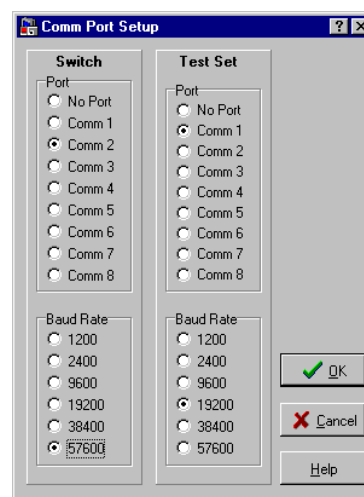 Comm Port Setup
Switch
Port
No Port
Comm 1
Comm 2
Comm 3
Comm 4
Comm 5
Comm 6
Comm 7
Comm 8
Baud Rate
1200
2400
9600
19200
38400
57600
Test Set
Port
No Port
Comm 1
Comm 2
Comm 3
Comm 4
Comm 5
Comm 6
Comm 7
Comm 8
Baud Rate
1200
2400
9600
19200
38400
57600
OK
Cancel
Help